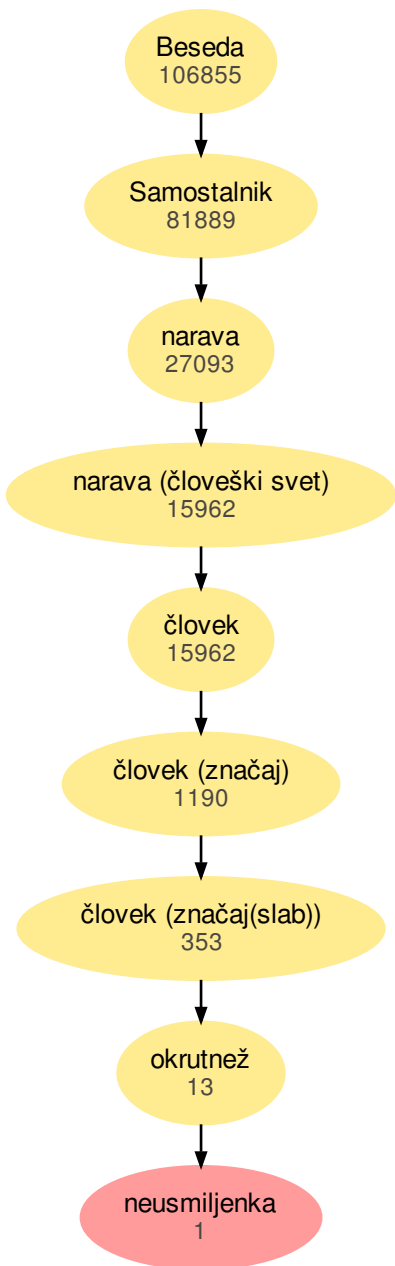 Beseda
106855
Samostalnik
81889
narava
27093
narava (človeški svet)
15962
človek
15962
človek (značaj)
1190
človek (značaj(slab))
353
okrutnež
13
neusmiljenka
1